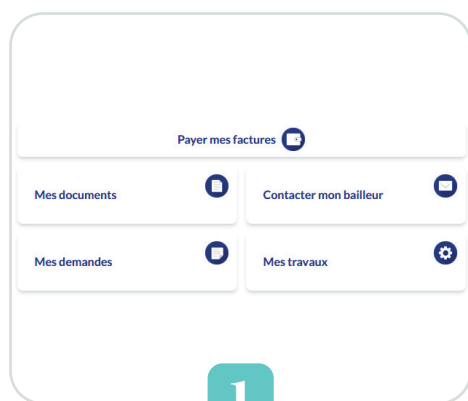 Payer mes factures
Mes documents
Contacter mon bailleur
Mes demandes
Mes travaux
1